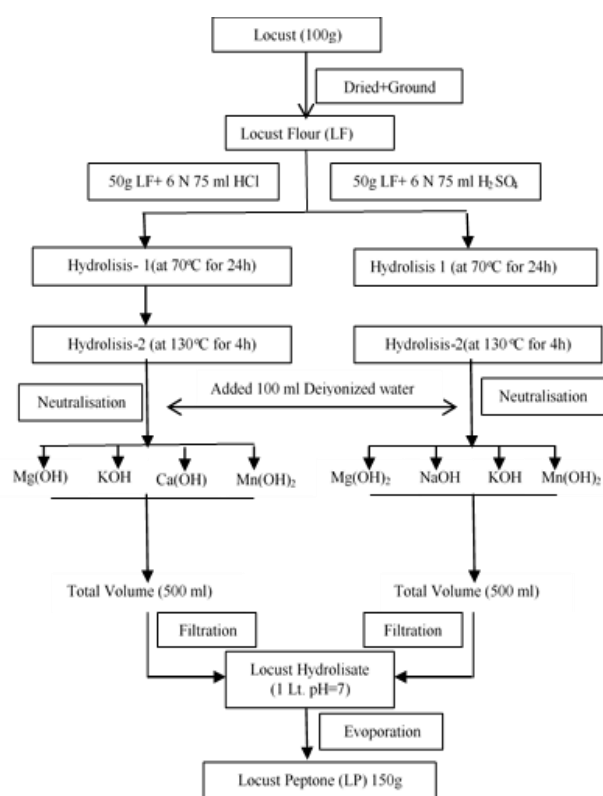 Locust (100g)
Dried+Ground
Locust Flour (LF)
50g LF+ 6 N 75 ml HCl
50g LF+ 6 N 75 ml H₂SO₄
Hydrolisis- 1(at 70ºC for 24h)
Hydrolisis 1 (at 70ºC for 24h)
Hydrolisis-2 (at 130ºC for 4h)
Hydrolisis-2(at 130ºC for 4h)
Neutralisation
Added 100 ml Deiyonized water
Neutralisation
Mg(OH) KOH Ca(OH) Mn(OH)₂
Mg(OH)₂ NaOH KOH Mn(OH)₂
Total Volume (500 ml)
Total Volume (500 ml)
Filtration
Filtration
Locust Hydrolisate
(1 Lt. pH=7)
Evoporation
Locust Peptone (LP) 150g